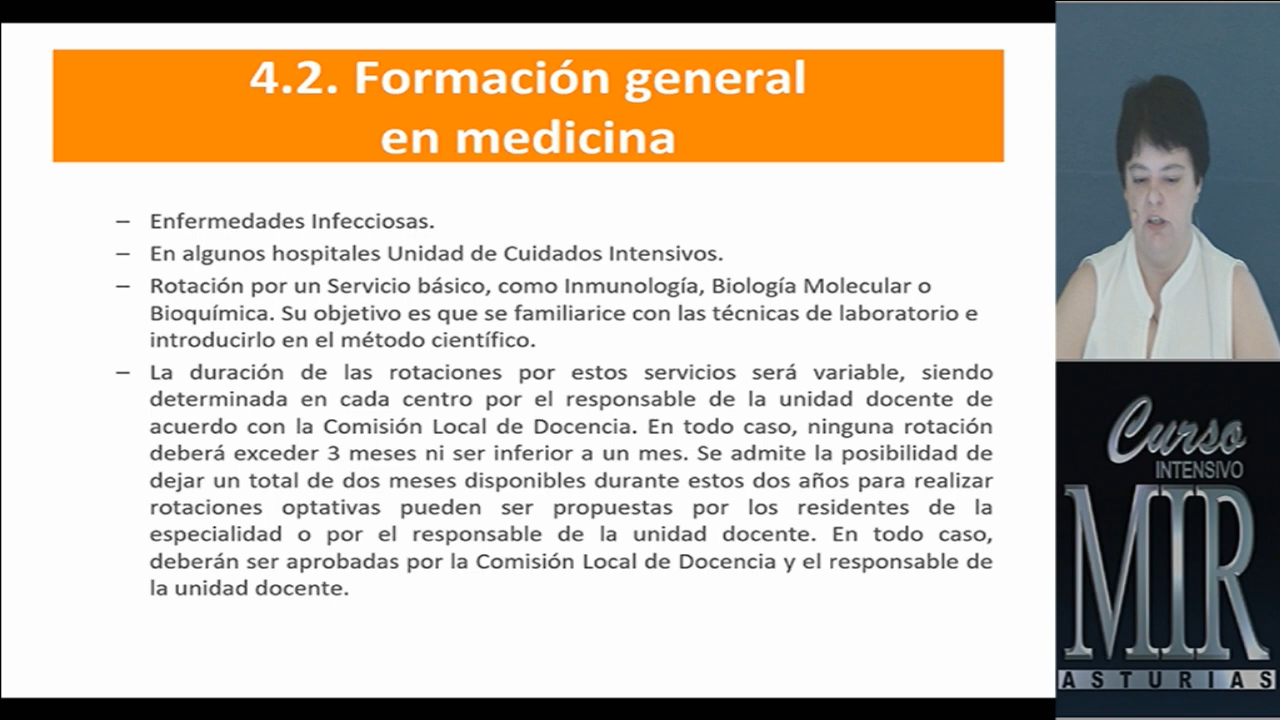 4.2. Formación general
en medicina
– Enfermedades Infecciosas.
– En algunos hospitales Unidad de Cuidados Intensivos.
– Rotación por un Servicio básico, como Inmunología, Biología Molecular o
Bioquímica. Su objetivo es que se familiarice con las técnicas de laboratorio e
introducirlo en el método científico.
– La duración de las rotaciones por estos servicios será variable, siendo
determinada en cada centro por el responsable de la unidad docente de
acuerdo con la Comisión Local de Docencia. En todo caso, ninguna rotación
deberá exceder 3 meses ni ser inferior a un mes. Se admite la posibilidad de
dejar un total de dos meses disponibles durante estos dos años para realizar
rotaciones optativas pueden ser propuestas por los residentes de la
especialidad o por el responsable de la unidad docente. En todo caso,
deberán ser aprobadas por la Comisión Local de Docencia y el responsable de
la unidad docente.
Curso
INTENSIVO
MIR
ASTURIAS